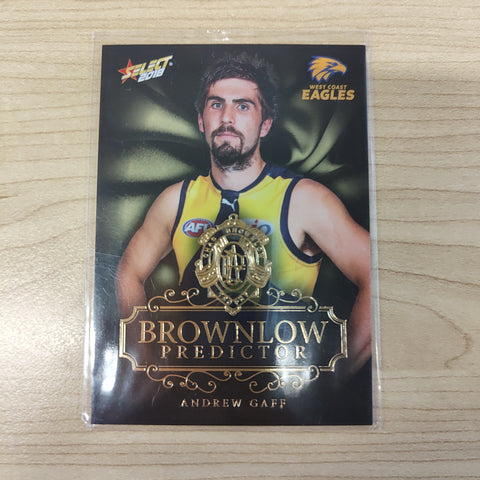 SELECT
2018
WEST COAST
EAGLES
AFL
BROWNLOW
PREDICTOR
ANDREW GAFF